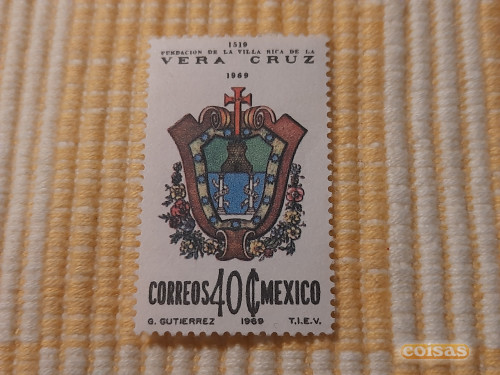 1519
FUNDACION DE LA VILLA RICA DE LA
VERA CRUZ
1969
CORREOS 40¢ MEXICO
G. GUTIERREZ 1969 T.I.E.V.
coisas